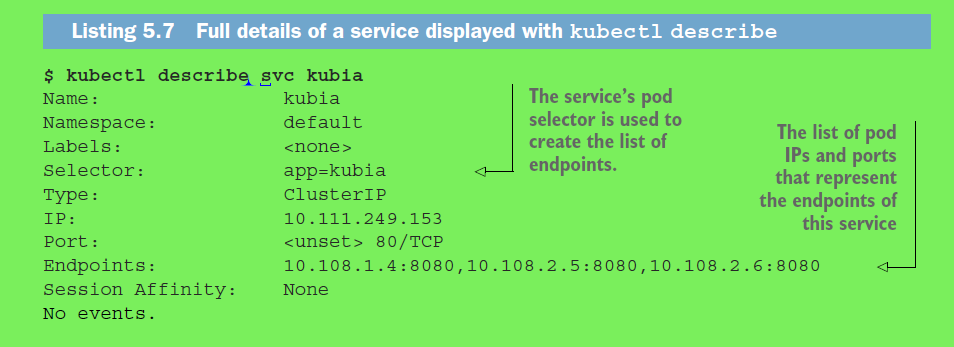 Listing 5.7 Full details of a service displayed with kubectl describe
$ kubectl describe svc kubia
Name: kubia
Namespace: default
Labels: <none>
Selector: app=kubia
Type: ClusterIP
IP: 10.111.249.153
Port: <unset> 80/TCP
Endpoints: 10.108.1.4:8080,10.108.2.5:8080,10.108.2.6:8080
Session Affinity: None
No events.
The service's pod
selector is used to
create the list of
endpoints.
The list of pod
IPs and ports
that represent
the endpoints of
this service